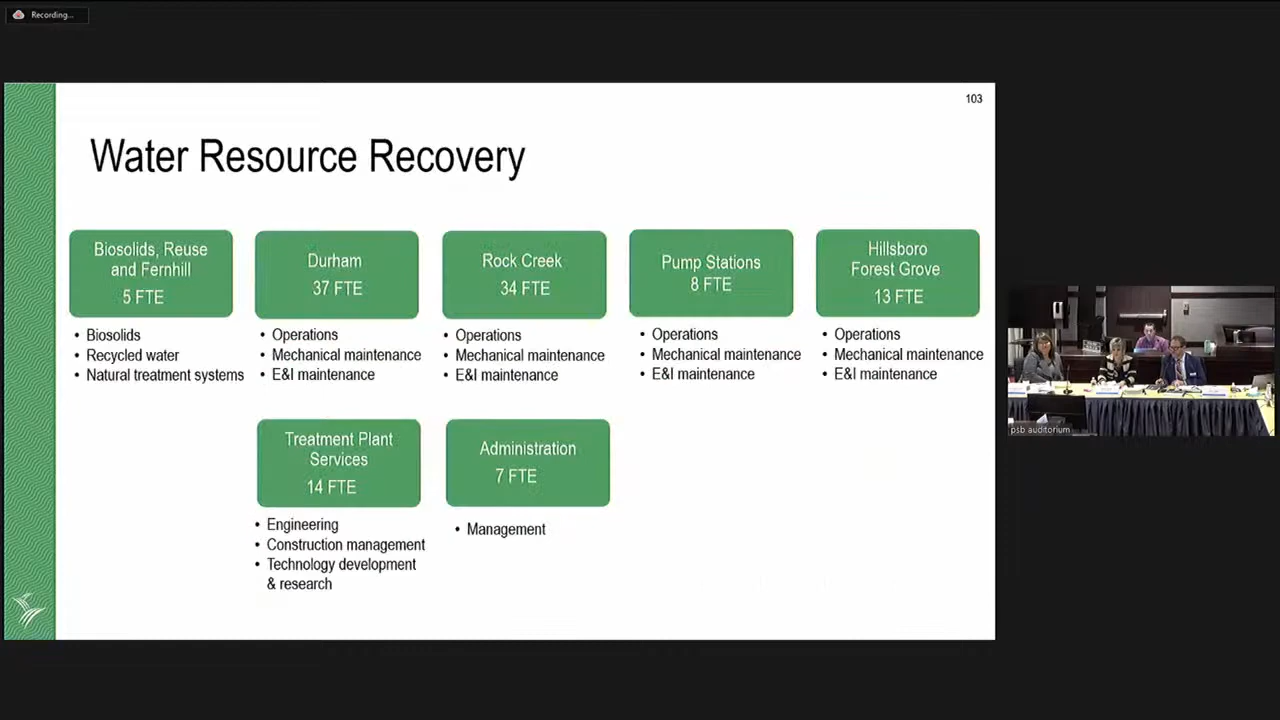 Recording...
103
Water Resource Recovery
Biosolids, Reuse
and Fernhill
5 FTE
• Biosolids
• Recycled water
• Natural treatment systems
Durham
37 FTE
• Operations
• Mechanical maintenance
• E&I maintenance
Rock Creek
34 FTE
• Operations
• Mechanical maintenance
• E&I maintenance
Pump Stations
8 FTE
• Operations
• Mechanical maintenance
• E&I maintenance
Hillsboro
Forest Grove
13 FTE
• Operations
• Mechanical maintenance
• E&I maintenance
Treatment Plant
Services
14 FTE
• Engineering
• Construction management
• Technology development
& research
Administration
7 FTE
• Management
psb auditorium